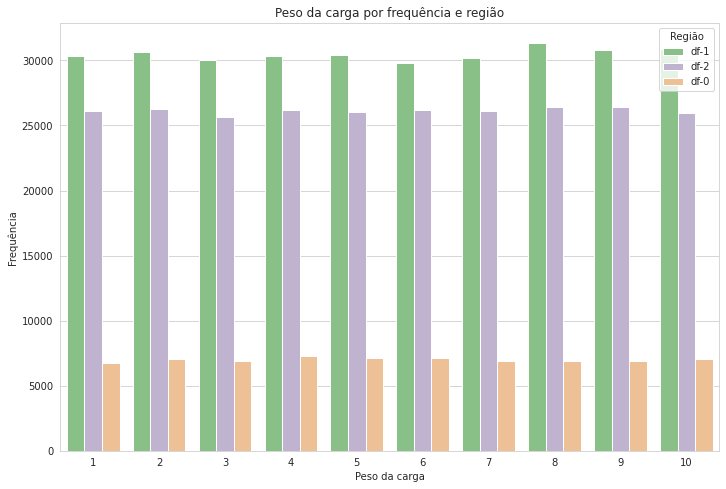 Peso da carga por frequência e região
Região
df-1
df-2
df-0
30000
25000
20000
15000
10000
5000
0
Frequência
1 2 3 4 5 6 7 8 9 10
Peso da carga